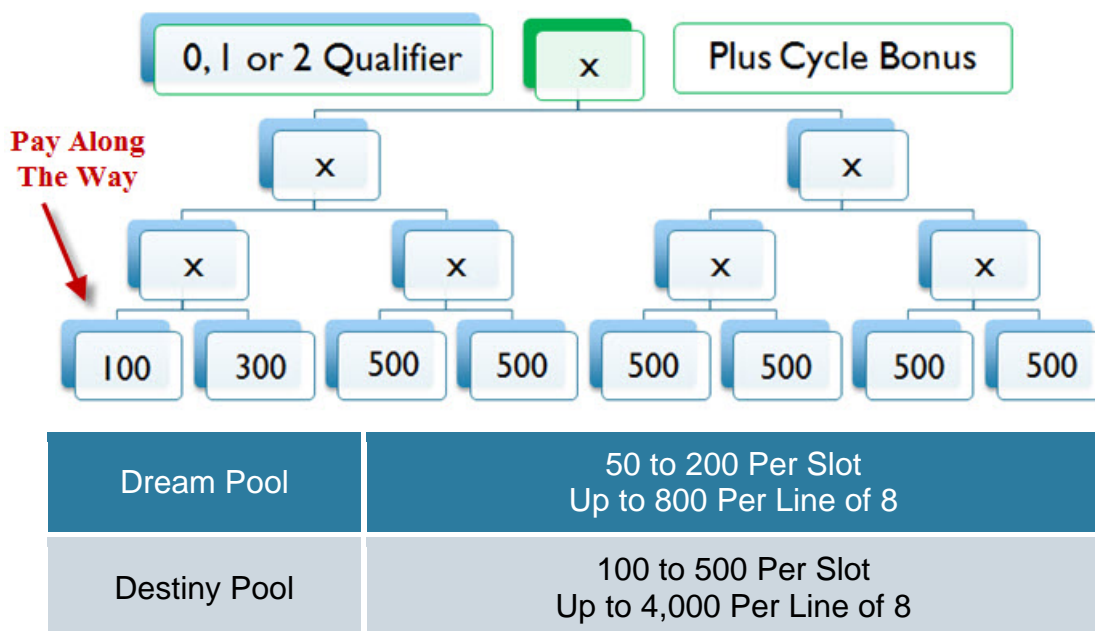 0, 1 or 2 Qualifier
x
Plus Cycle Bonus
Pay Along
The Way
x
x
x
x
x
x
100
300
500
500
500
500
500
500
Dream Pool
50 to 200 Per Slot
Up to 800 Per Line of 8
Destiny Pool
100 to 500 Per Slot
Up to 4,000 Per Line of 8